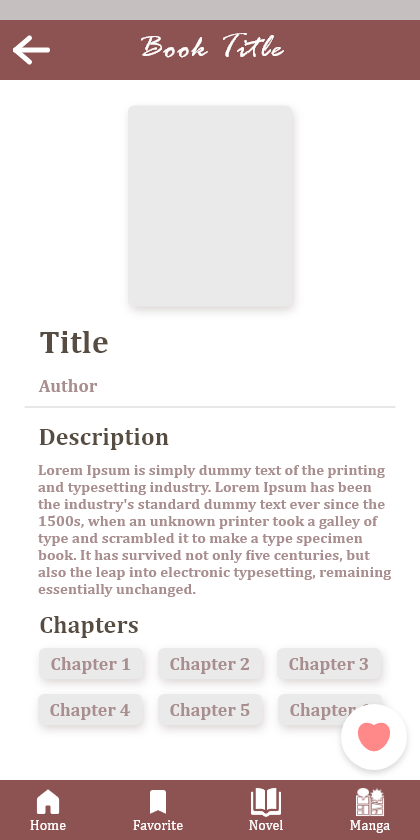 Book Title
Title
Author
Description
Lorem Ipsum is simply dummy text of the printing
and typesetting industry. Lorem Ipsum has been
the industry's standard dummy text ever since the
1500s, when an unknown printer took a galley of
type and scrambled it to make a type specimen
book. It has survived not only five centuries, but
also the leap into electronic typesetting, remaining
essentially unchanged.
Chapters
Chapter 1 Chapter 2 Chapter 3
Chapter 4 Chapter 5 Chapter
Home Favorite Novel Manga